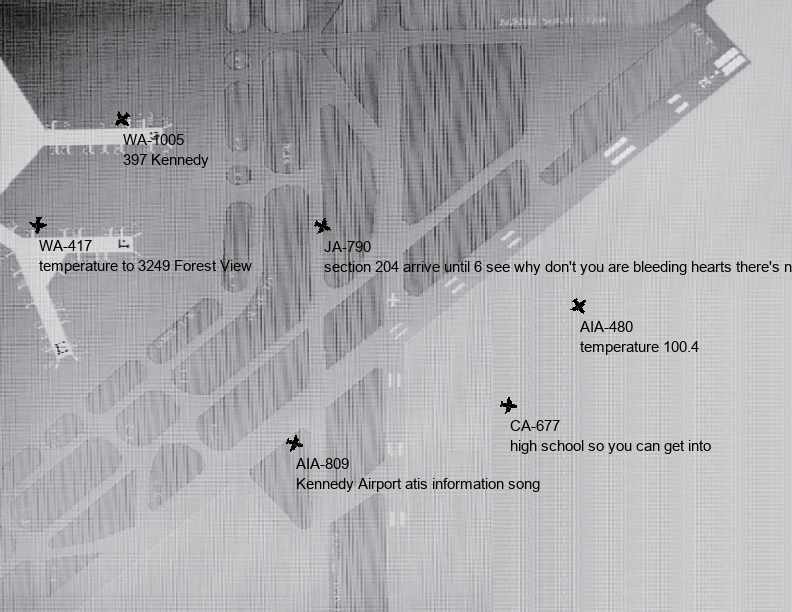 WA-1005
397 Kennedy
WA-417
temperature to 3249 Forest View
JA-790
section 204 arrive until 6 see why don't you are bleeding hearts there's n
AIA-480
temperature 100.4
CA-677
high school so you can get into
AIA-809
Kennedy Airport atis information song